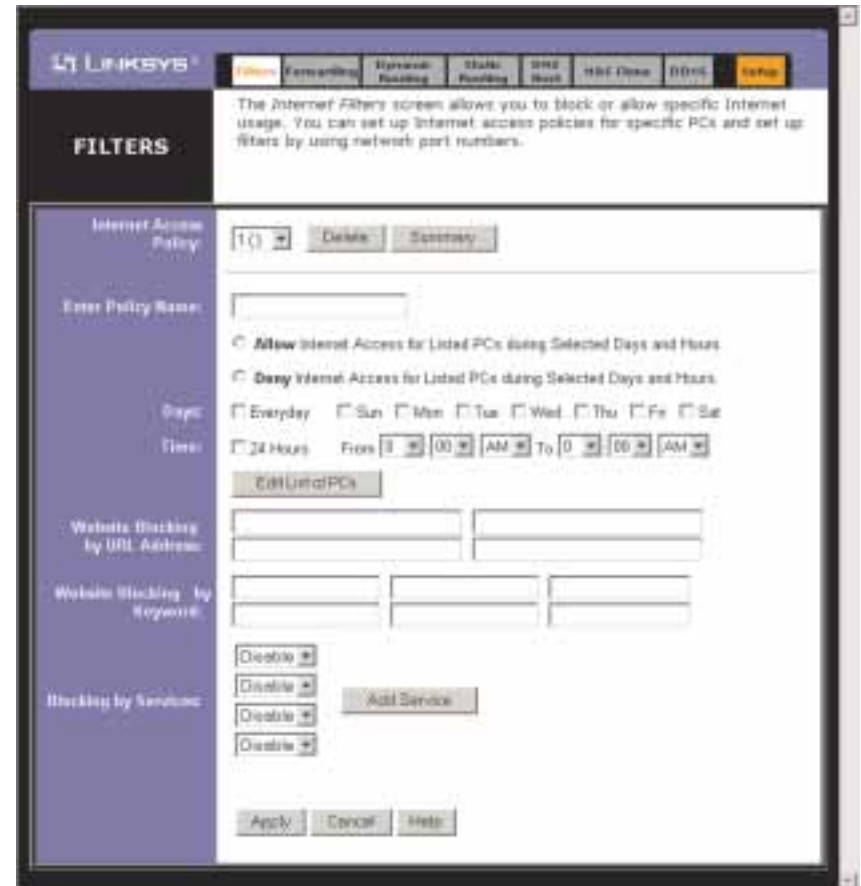 LINKSYS
Filters Forwarding Dynamic Routing Static Routing DMZ Host MAC Clone DDNS Setup
FILTERS
The Internet Filters screen allows you to block or allow specific Internet
usage. You can set up Internet access policies for specific PCs and set up
filters by using network port numbers.
Internet Access
Policy:
1 () Delete Summary
Enter Policy Name:
Allow Internet Access for Listed PCs during Selected Days and Hours
Deny Internet Access for Listed PCs during Selected Days and Hours.
Days: Everyday Sun Mon Tue Wed Thu Fri Sat
Time: 24 Hours From 0 00 AM To 0 00 AM
Edit List of PCs
Website Blocking
by URL Address:
Website Blocking by
Keyword:
Disable
Disable
Blocking by Services: Add Service
Disable
Disable
Apply Cancel Help